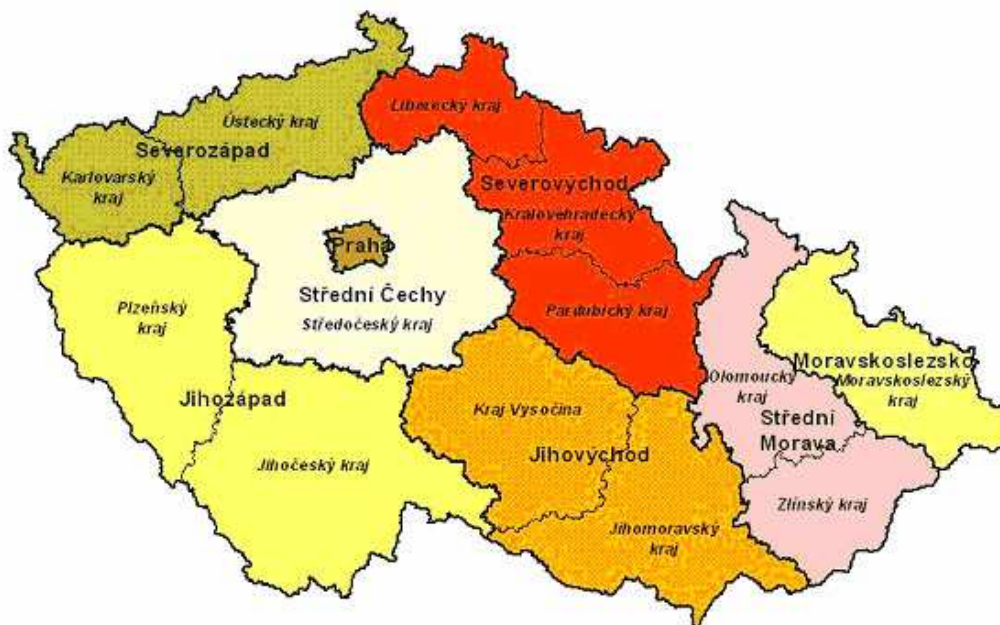 Liberecký kraj
Ústecký kraj
Severozápad
Karlovarský
kraj
Severovýchod
Královéhradecký
kraj
Praha
Střední Čechy
Středočeský kraj
Plzeňský
kraj
Pardubický kraj
Moravskoslezsko
Moravskoslezský
kraj
Olomoucký
kraj
Střední
Morava
Jihozápad
Kraj Vysočina
Jihovýchod
Jihočeský kraj
Zlínský kraj
Jihomoravský
kraj